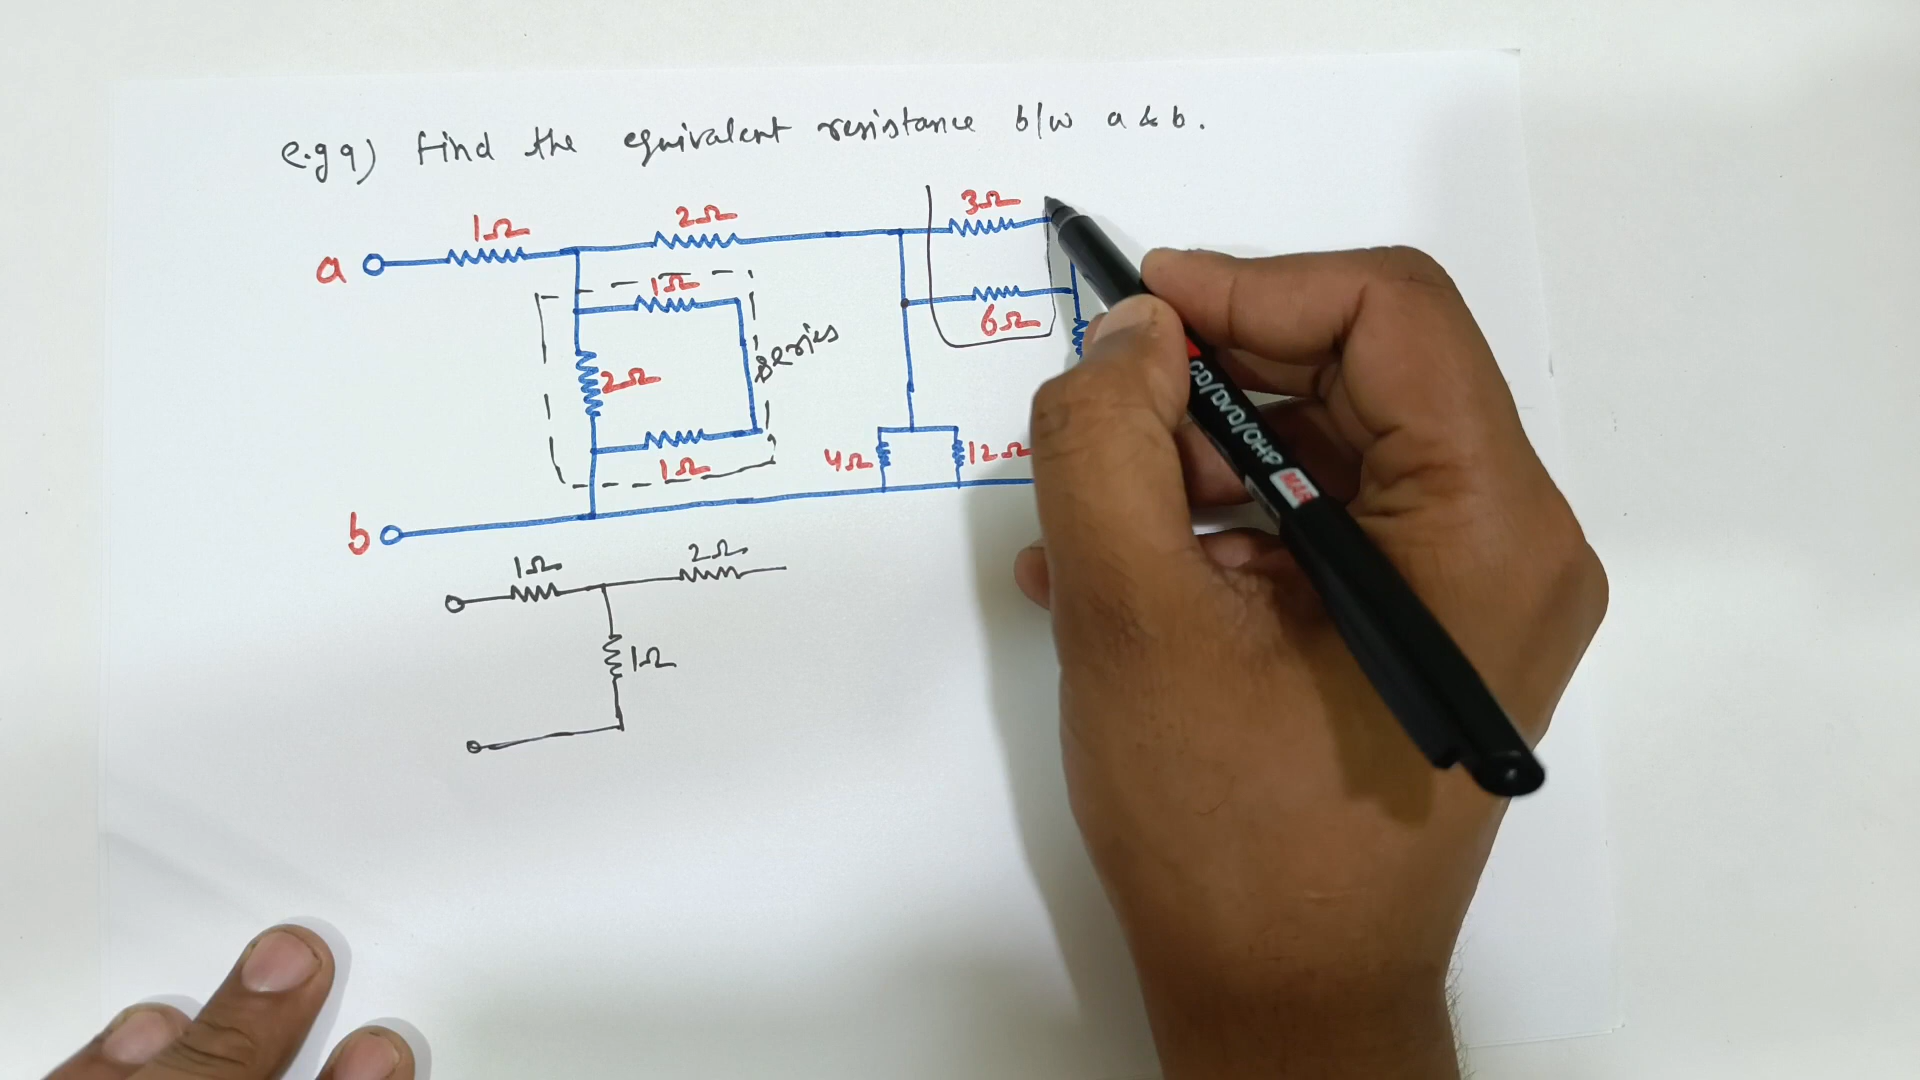 e.g 9) Find the equivalent resistance b/w a & b.
1Ω 2Ω 3Ω
a
1Ω
6Ω
series
2Ω
4Ω 12Ω
1Ω
b
1Ω 2Ω
1Ω
CD/DVD/OHP